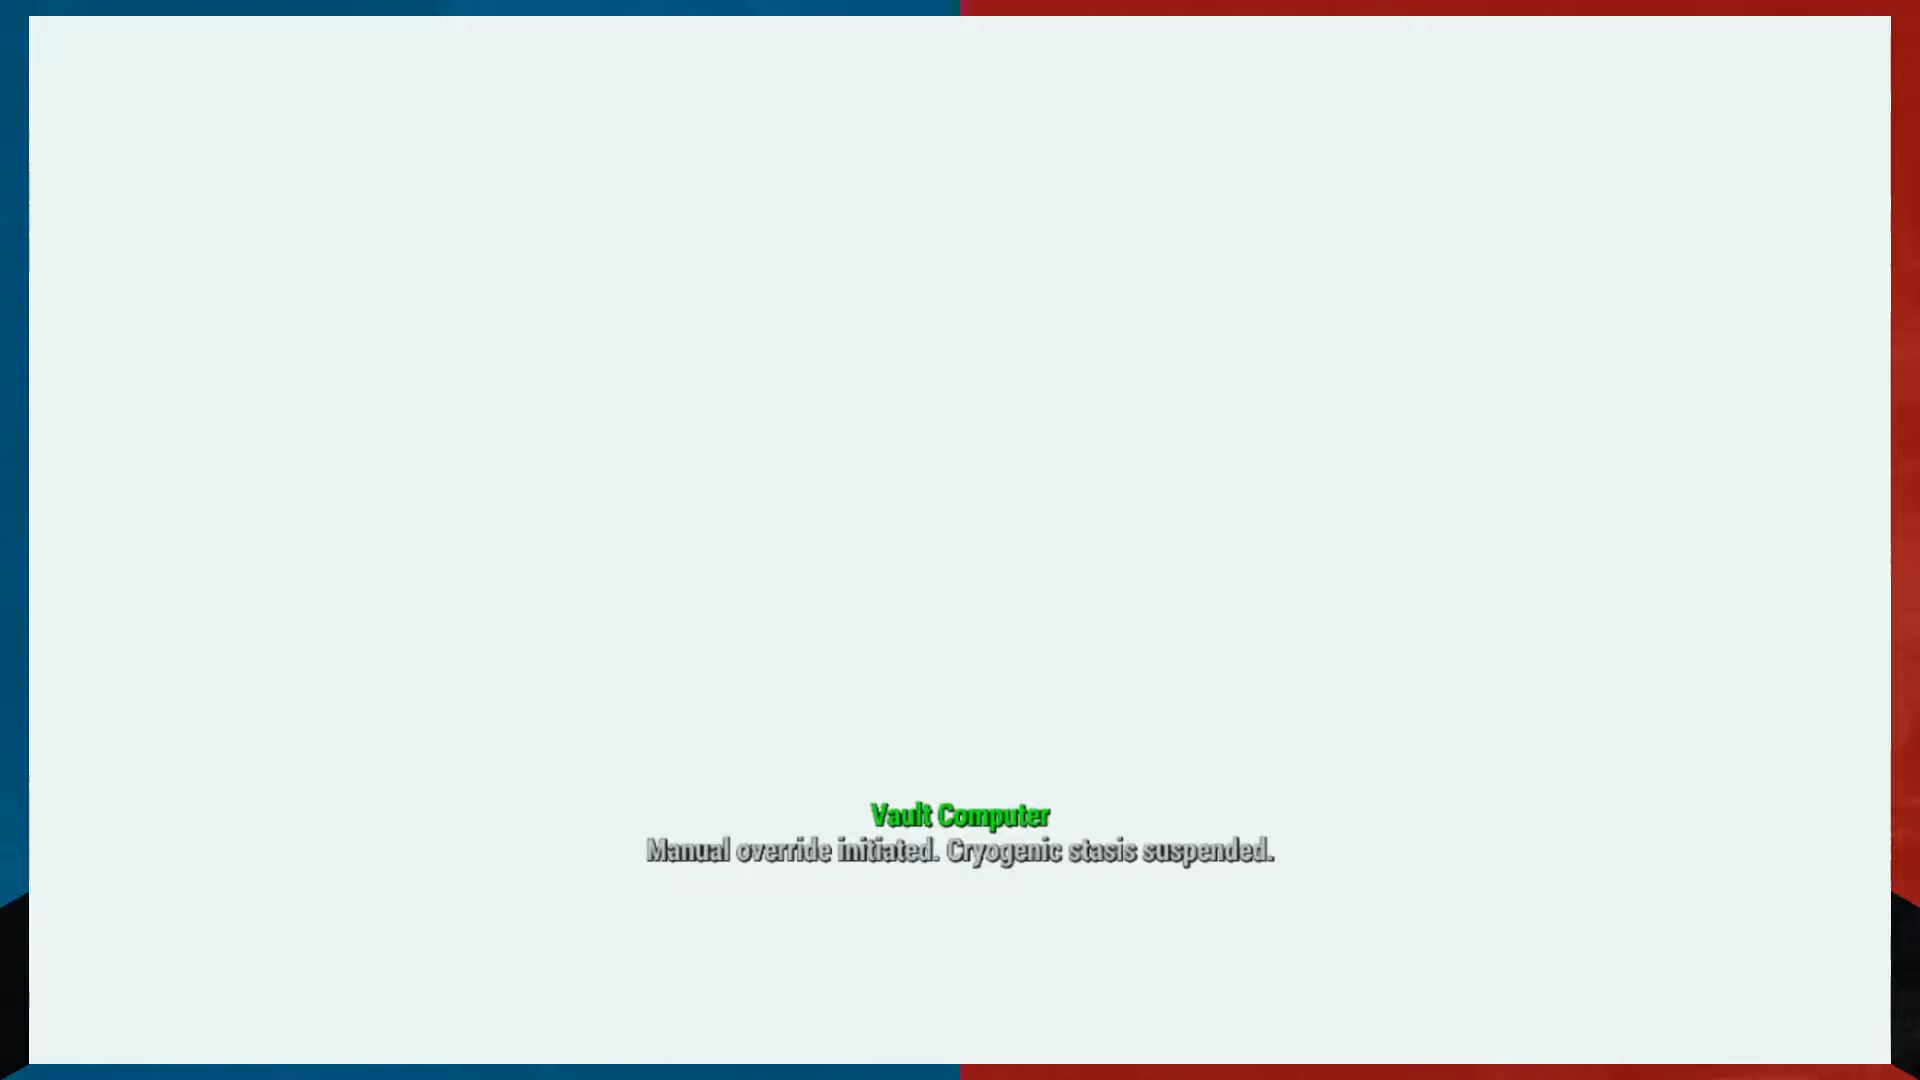 Vault Computer
Manual override initiated. Cryogenic stasis suspended.